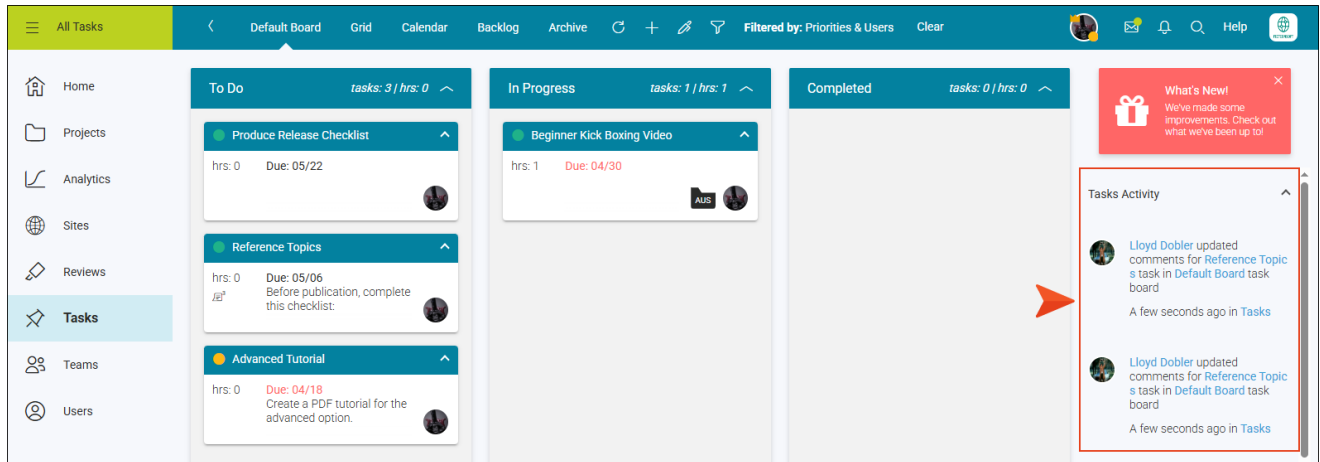 All Tasks
Default Board Grid Calendar Backlog Archive Filtered by: Priorities & Users Clear Help
Home
Projects
Analytics
Sites
Reviews
Tasks
Teams
Users
To Do tasks: 3 | hrs: 0
Produce Release Checklist
hrs: 0 Due: 05/22
Reference Topics
hrs: 0 Due: 05/06
Before publication, complete
this checklist:
Advanced Tutorial
hrs: 0 Due: 04/18
Create a PDF tutorial for the
advanced option.
In Progress tasks: 1 | hrs: 1
Beginner Kick Boxing Video
hrs: 1 Due: 04/30
AUS
Completed tasks: 0 | hrs: 0
What's New!
We've made some
improvements. Check out
what we've been up to!
Tasks Activity
Lloyd Dobler updated
comments for Reference Topic
s task in Default Board task
board
A few seconds ago in Tasks
Lloyd Dobler updated
comments for Reference Topic
s task in Default Board task
board
A few seconds ago in Tasks